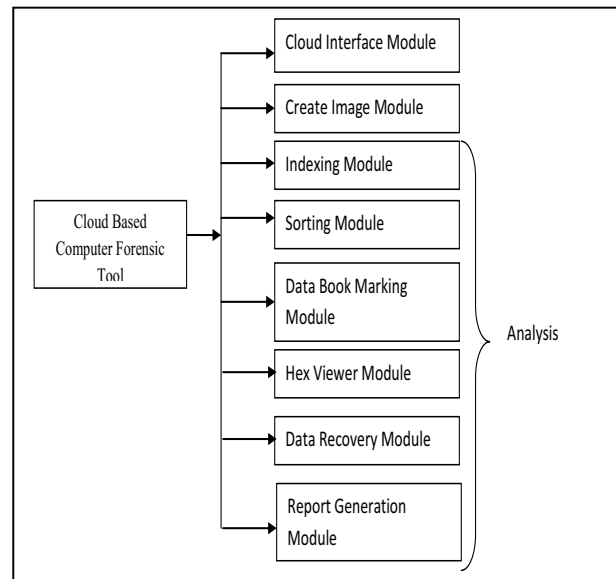 Cloud Interface Module
Create Image Module
Indexing Module
Sorting Module
Cloud Based
Computer Forensic
Tool
Data Book Marking
Module
Analysis
Hex Viewer Module
Data Recovery Module
Report Generation
Module